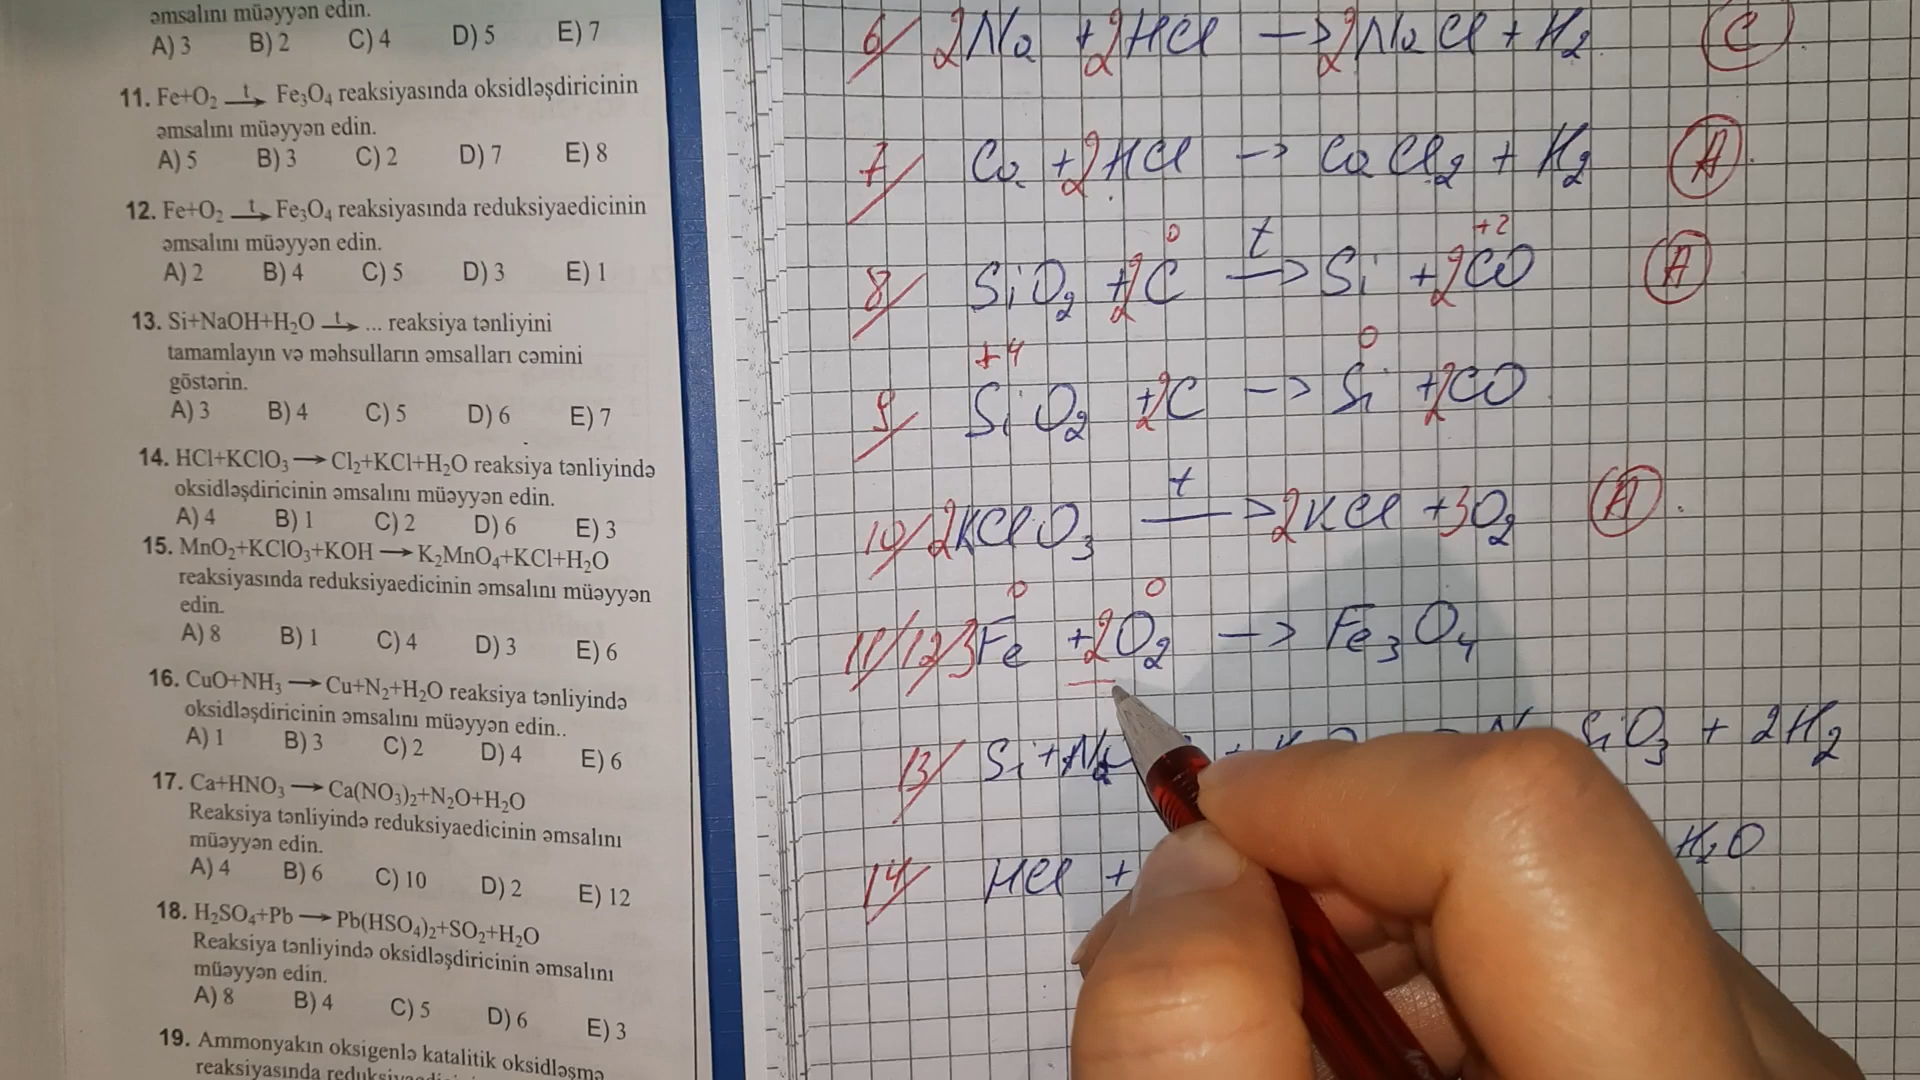 əmsalını müəyyən edin.
A) 3 B) 2 C) 4 D) 5 E) 7
11. Fe+O₂ —t→ Fe₃O₄ reaksiyasında oksidləşdiricinin
əmsalını müəyyən edin.
A) 5 B) 3 C) 2 D) 7 E) 8
12. Fe+O₂ —t→ Fe₃O₄ reaksiyasında reduksiyaedicinin
əmsalını müəyyən edin.
A) 2 B) 4 C) 5 D) 3 E) 1
13. Si+NaOH+H₂O —t→ ... reaksiya tənliyini
tamamlayın və məhsulların əmsalları cəmini
göstərin.
A) 3 B) 4 C) 5 D) 6 E) 7
14. HCl+KClO₃ → Cl₂+KCl+H₂O reaksiya tənliyində
oksidləşdiricinin əmsalını müəyyən edin.
A) 4 B) 1 C) 2 D) 6 E) 3
15. MnO₂+KClO₃+KOH → K₂MnO₄+KCl+H₂O
reaksiyasında reduksiyaedicinin əmsalını müəyyən
edin.
A) 8 B) 1 C) 4 D) 3 E) 6
16. CuO+NH₃ → Cu+N₂+H₂O reaksiya tənliyində
oksidləşdiricinin əmsalını müəyyən edin..
A) 1 B) 3 C) 2 D) 4 E) 6
17. Ca+HNO₃ → Ca(NO₃)₂+N₂O+H₂O
Reaksiya tənliyində reduksiyaedicinin əmsalını
müəyyən edin.
A) 4 B) 6 C) 10 D) 2 E) 12
18. H₂SO₄+Pb → Pb(HSO₄)₂+SO₂+H₂O
Reaksiya tənliyində oksidləşdiricinin əmsalını
müəyyən edin.
A) 8 B) 4 C) 5 D) 6 E) 3
19. Ammonyakın oksigenlə katalitik oksidləşmə
reaksiyasında
6/ 2Na + 2HCl → 2NaCl + H₂ C
7/ Ca + 2HCl → CaCl₂ + H₂ A
0 t +2
8/ SiO₂ + 2C → Si + 2CO A
+4 0
9/ SiO₂ + 2C → Si + 2CO
t
10/ 2KClO₃ → 2KCl + 3O₂ A
0 0
11/ 12/ 3Fe + 2O₂ → Fe₃O₄
13/ Si + Na SiO₃ + 2H₂
14/ HCl + H₂O